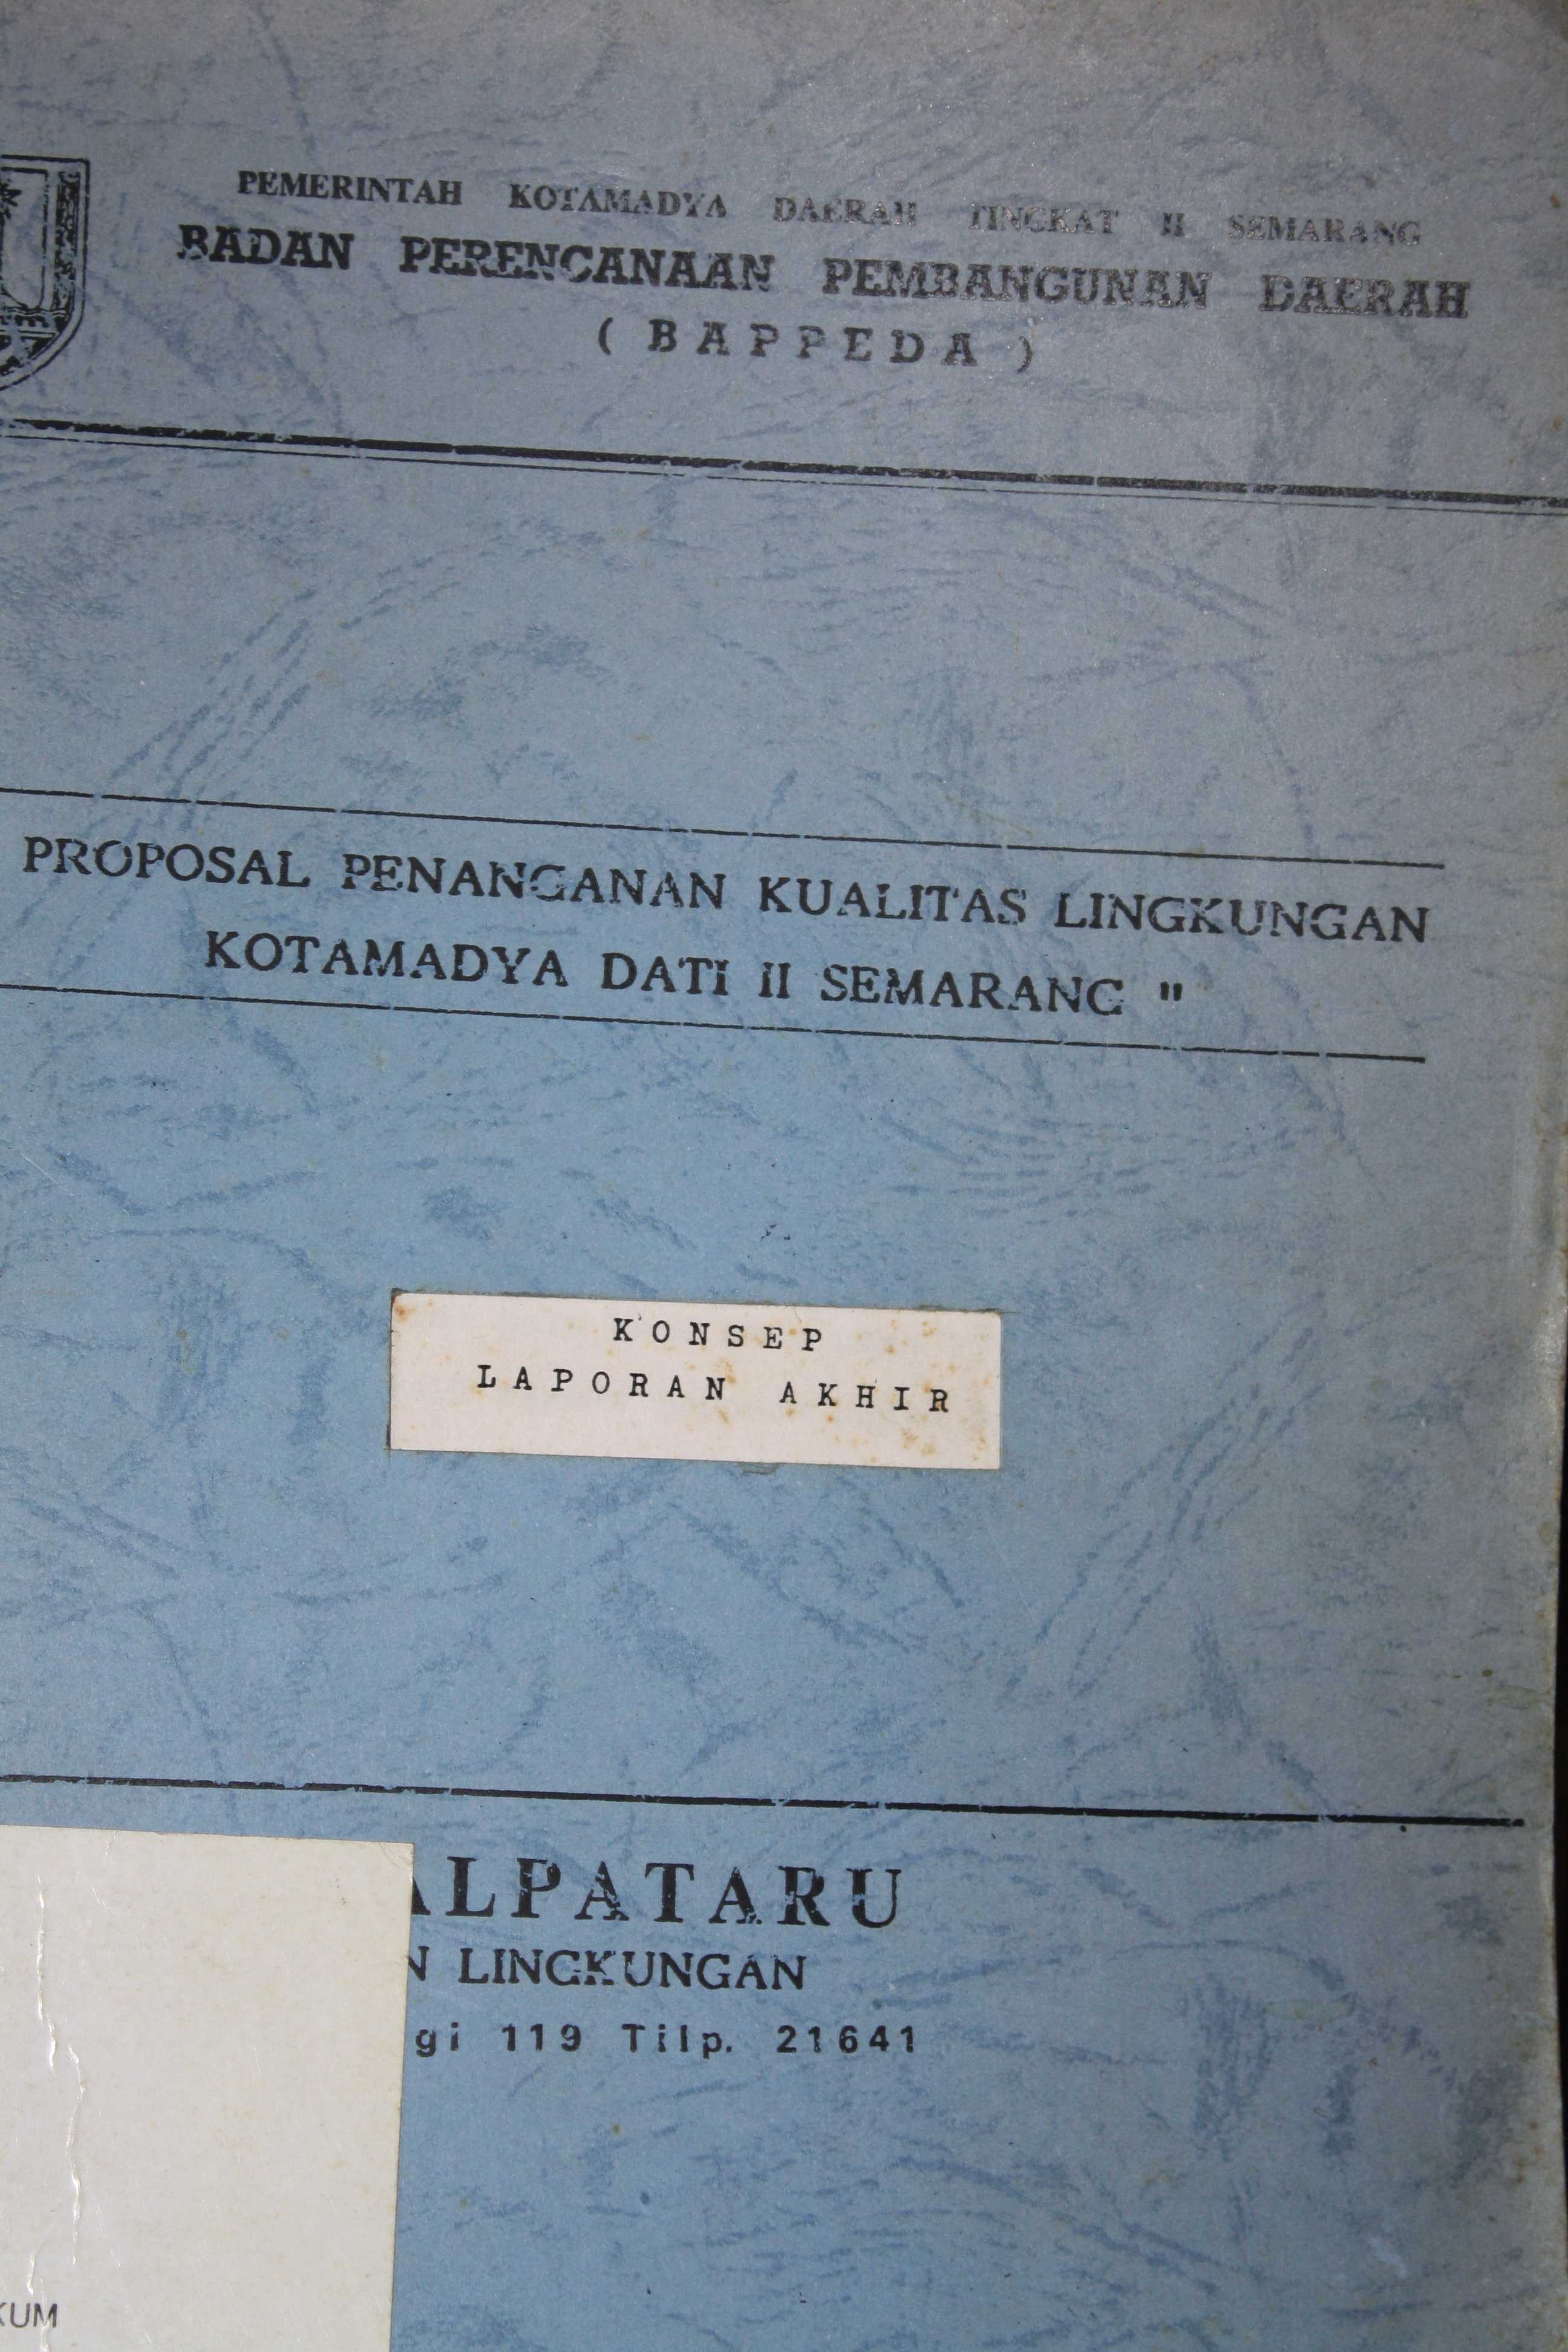 PEMERINTAH KOTAMADYA DAERAH TINGKAT II SEMARANG
BADAN PERENCANAAN PEMBANGUNAN DAERAH
( BAPPEDA )
PROPOSAL PENANGANAN KUALITAS LINGKUNGAN
KOTAMADYA DATI II SEMARANG "
KONSEP
LAPORAN AKHIR
ALPATARU
N LINGKUNGAN
gi 119 Tilp. 21641
KUM